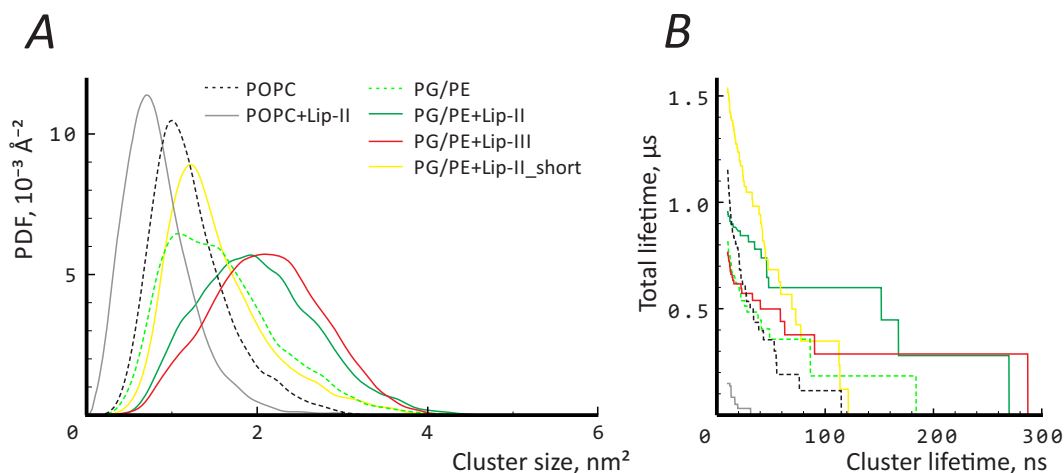 A
POPC
POPC+Lip-II
PG/PE
PG/PE+Lip-II
PG/PE+Lip-III
PG/PE+Lip-II_short
PDF, 10⁻³ Å⁻²
10
5
0 2 4 6
Cluster size, nm²
B
Total lifetime, µs
1.5
1.0
0.5
0 100 200 300
Cluster lifetime, ns